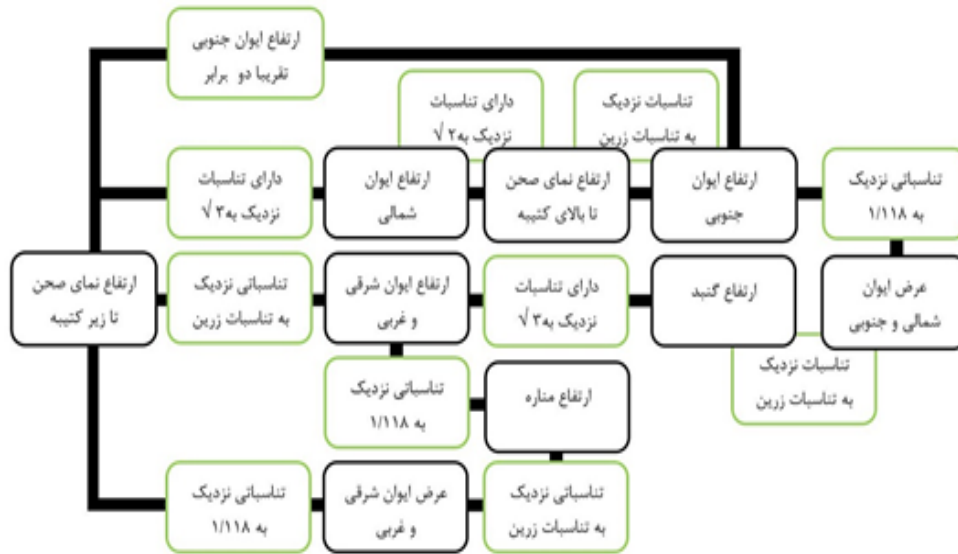 ارتفاع ایوان جنوبی
تقریبا دو برابر
تناسبات نزدیک
به تناسبات زرین
دارای تناسبات
نزدیک به۲ √
تناسباتی نزدیک
به ۱/۱۱۸
ارتفاع ایوان
جنوبی
ارتفاع نمای صحن
تا بالای کتیبه
ارتفاع ایوان
شمالی
دارای تناسبات
نزدیک به۳ √
عرض ایوان
شمالی و جنوبی
ارتفاع گنبد
دارای تناسبات
نزدیک به۳ √
ارتفاع ایوان شرقی
و غربی
تناسباتی نزدیک
به تناسبات زرین
ارتفاع نمای صحن
تا زیر کتیبه
تناسبات نزدیک
به تناسبات زرین
ارتفاع مناره
تناسباتی نزدیک
به ۱/۱۱۸
تناسباتی نزدیک
به تناسبات زرین
عرض ایوان شرقی
و غربی
تناسباتی نزدیک
به ۱/۱۱۸